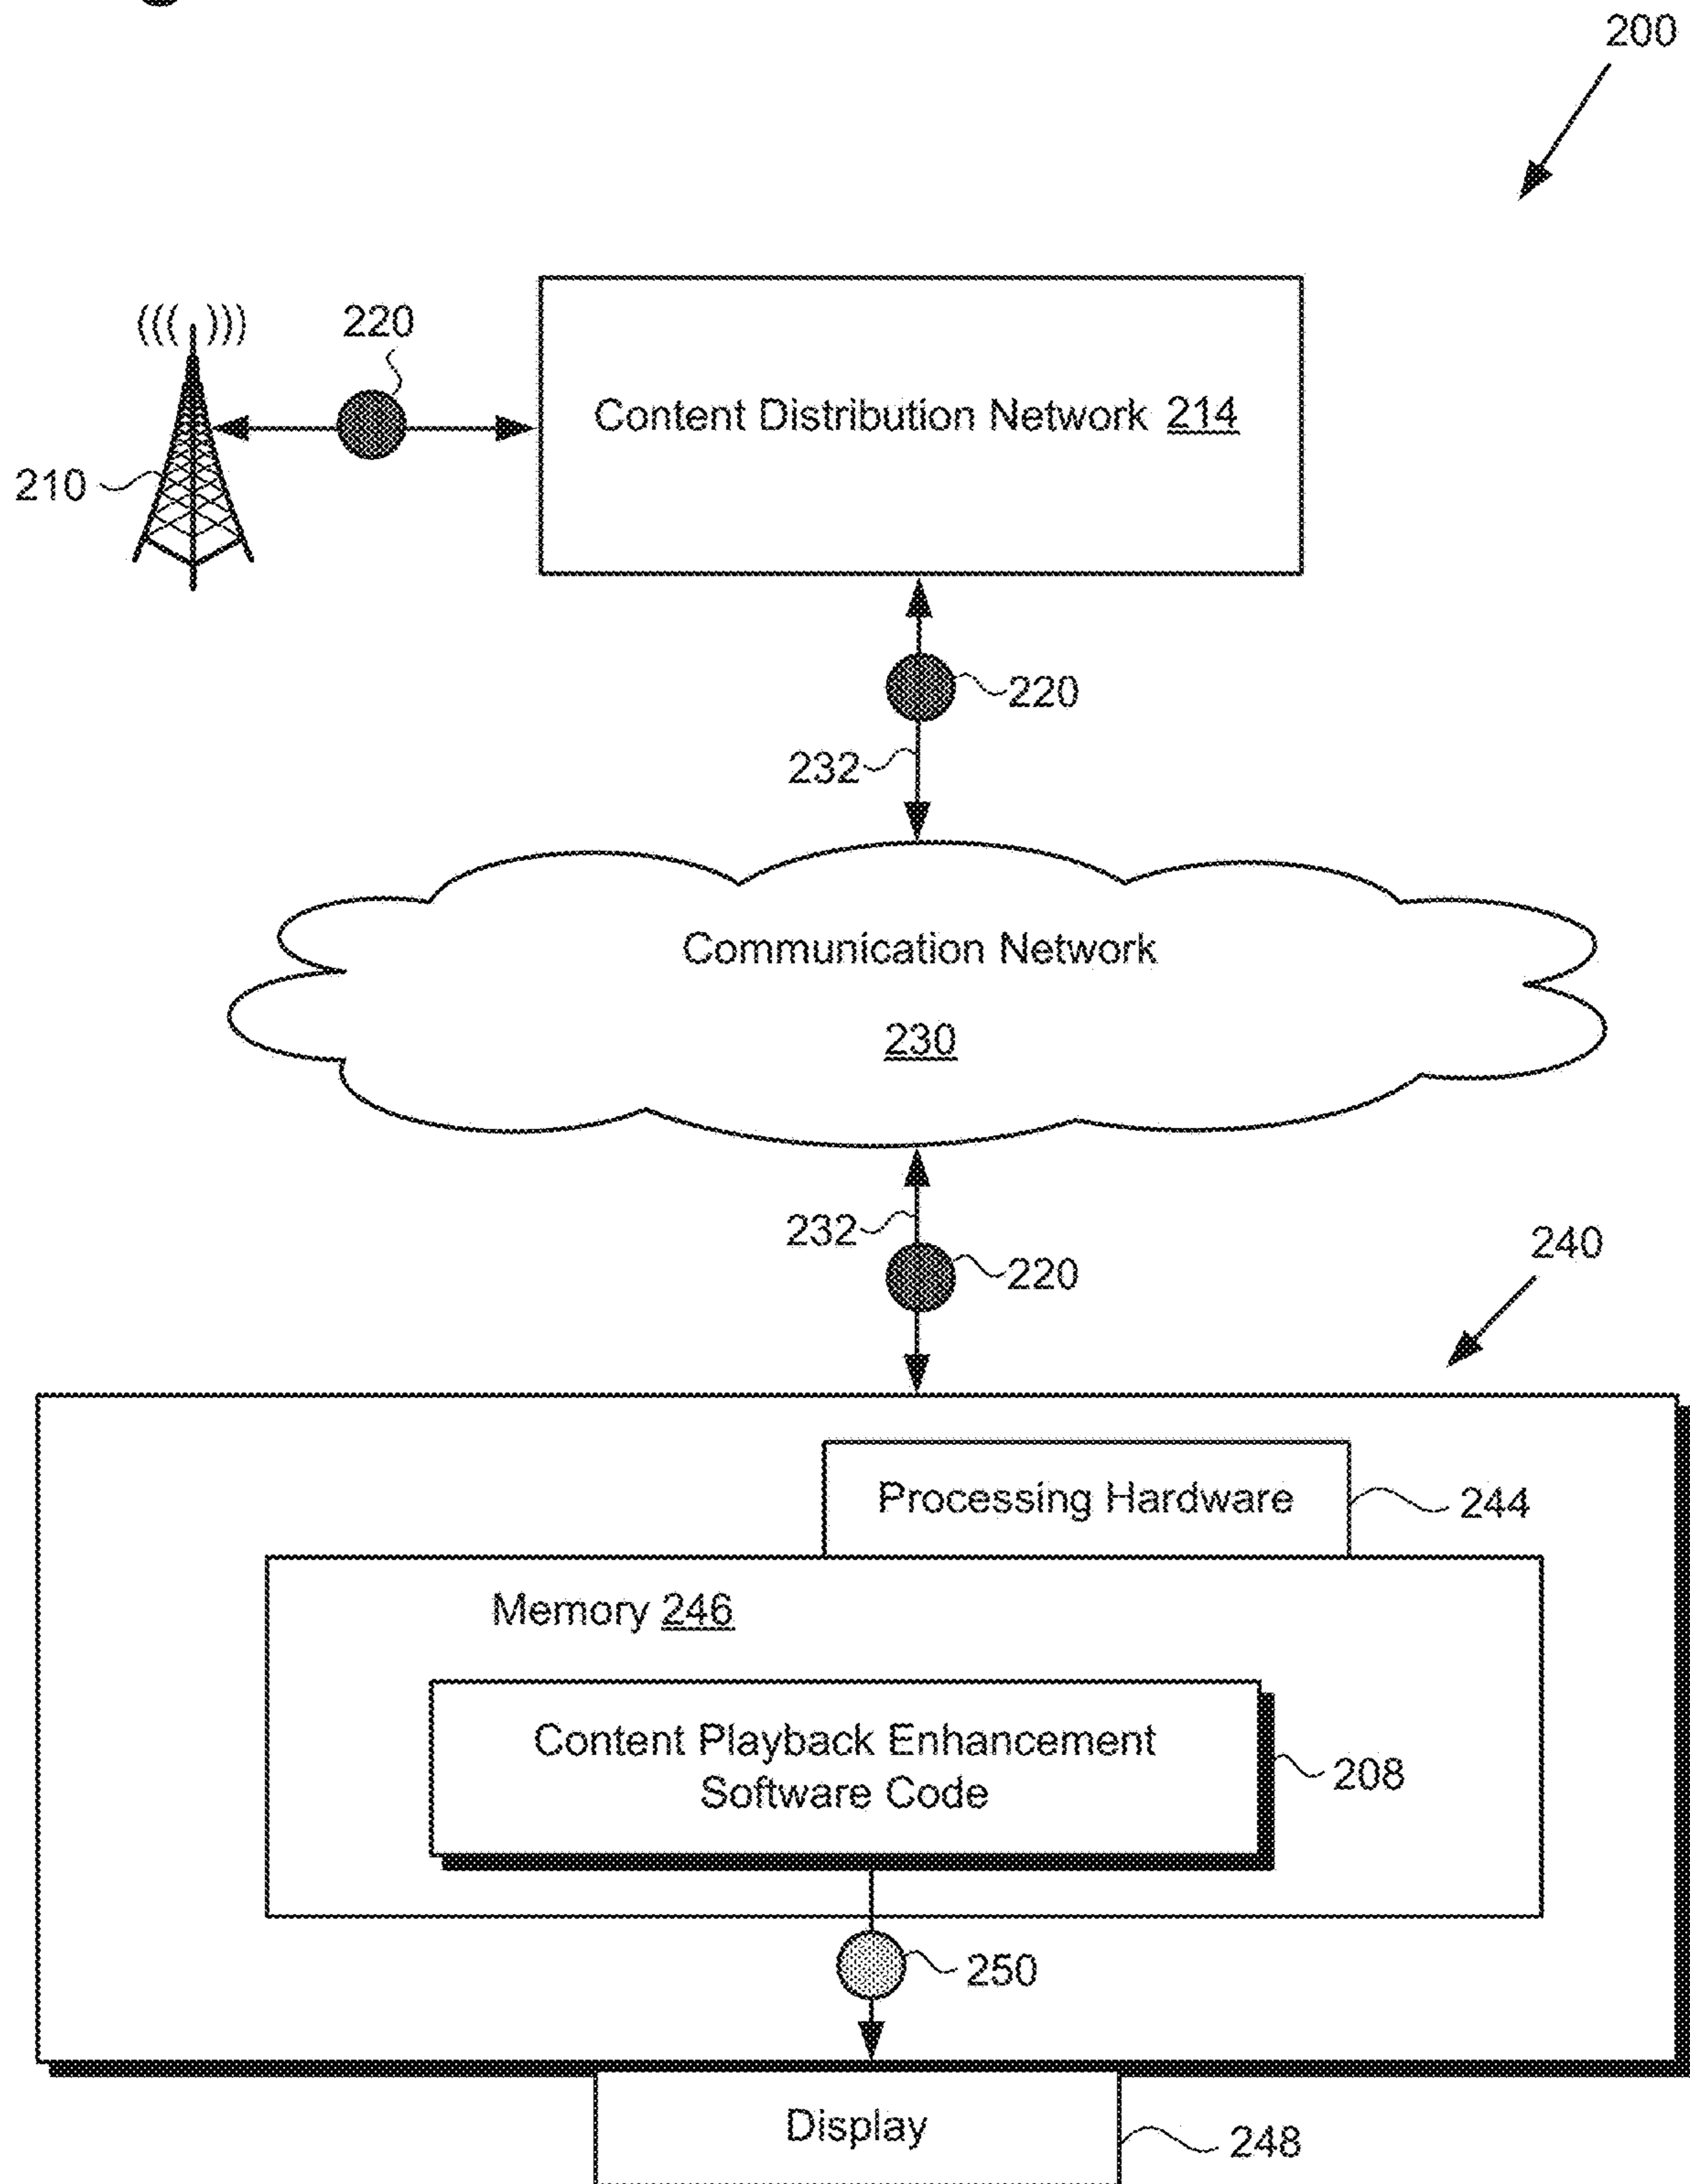 200
((( )))
220
Content Distribution Network 214
210
220
232
Communication Network
230
232
220
240
Processing Hardware
244
Memory 246
Content Playback Enhancement
Software Code
208
250
Display
248